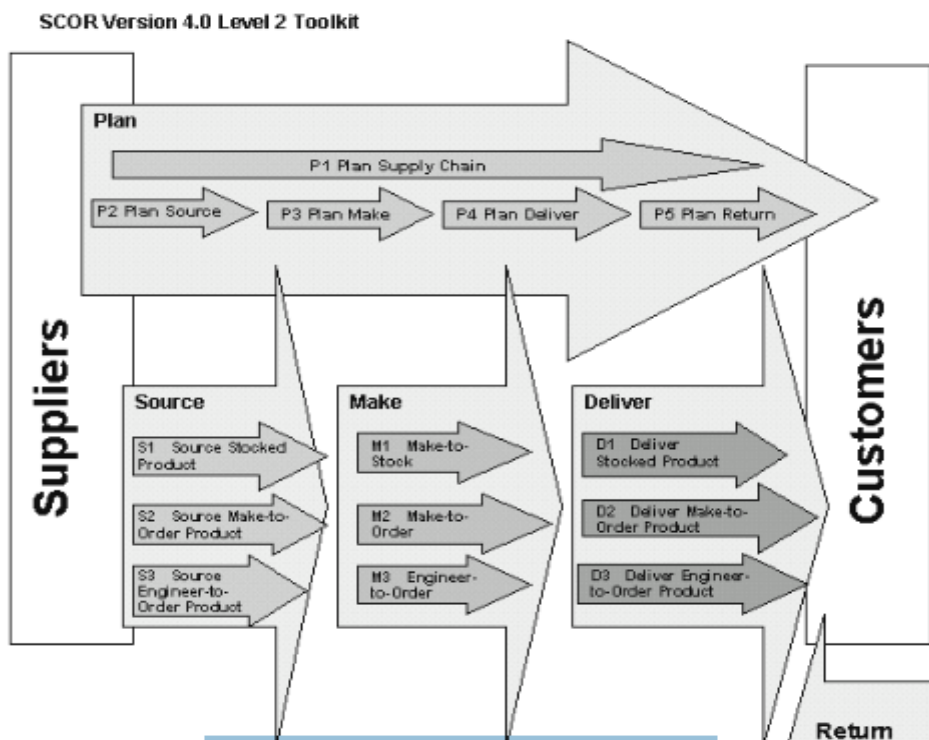 SCOR Version 4.0 Level 2 Toolkit
Plan
P1 Plan Supply Chain
P2 Plan Source
P3 Plan Make
P4 Plan Deliver
P5 Plan Return
Suppliers
Customers
Source
S1 Source Stocked
Product
S2 Source Make-to-
Order Product
S3 Source
Engineer-to-
Order Product
Make
M1 Make-to-
Stock
M2 Make-to-
Order
M3 Engineer-
to-Order
Deliver
D1 Deliver
Stocked Product
D2 Deliver Make-to-
Order Product
D3 Deliver Engineer-
to-Order Product
Return